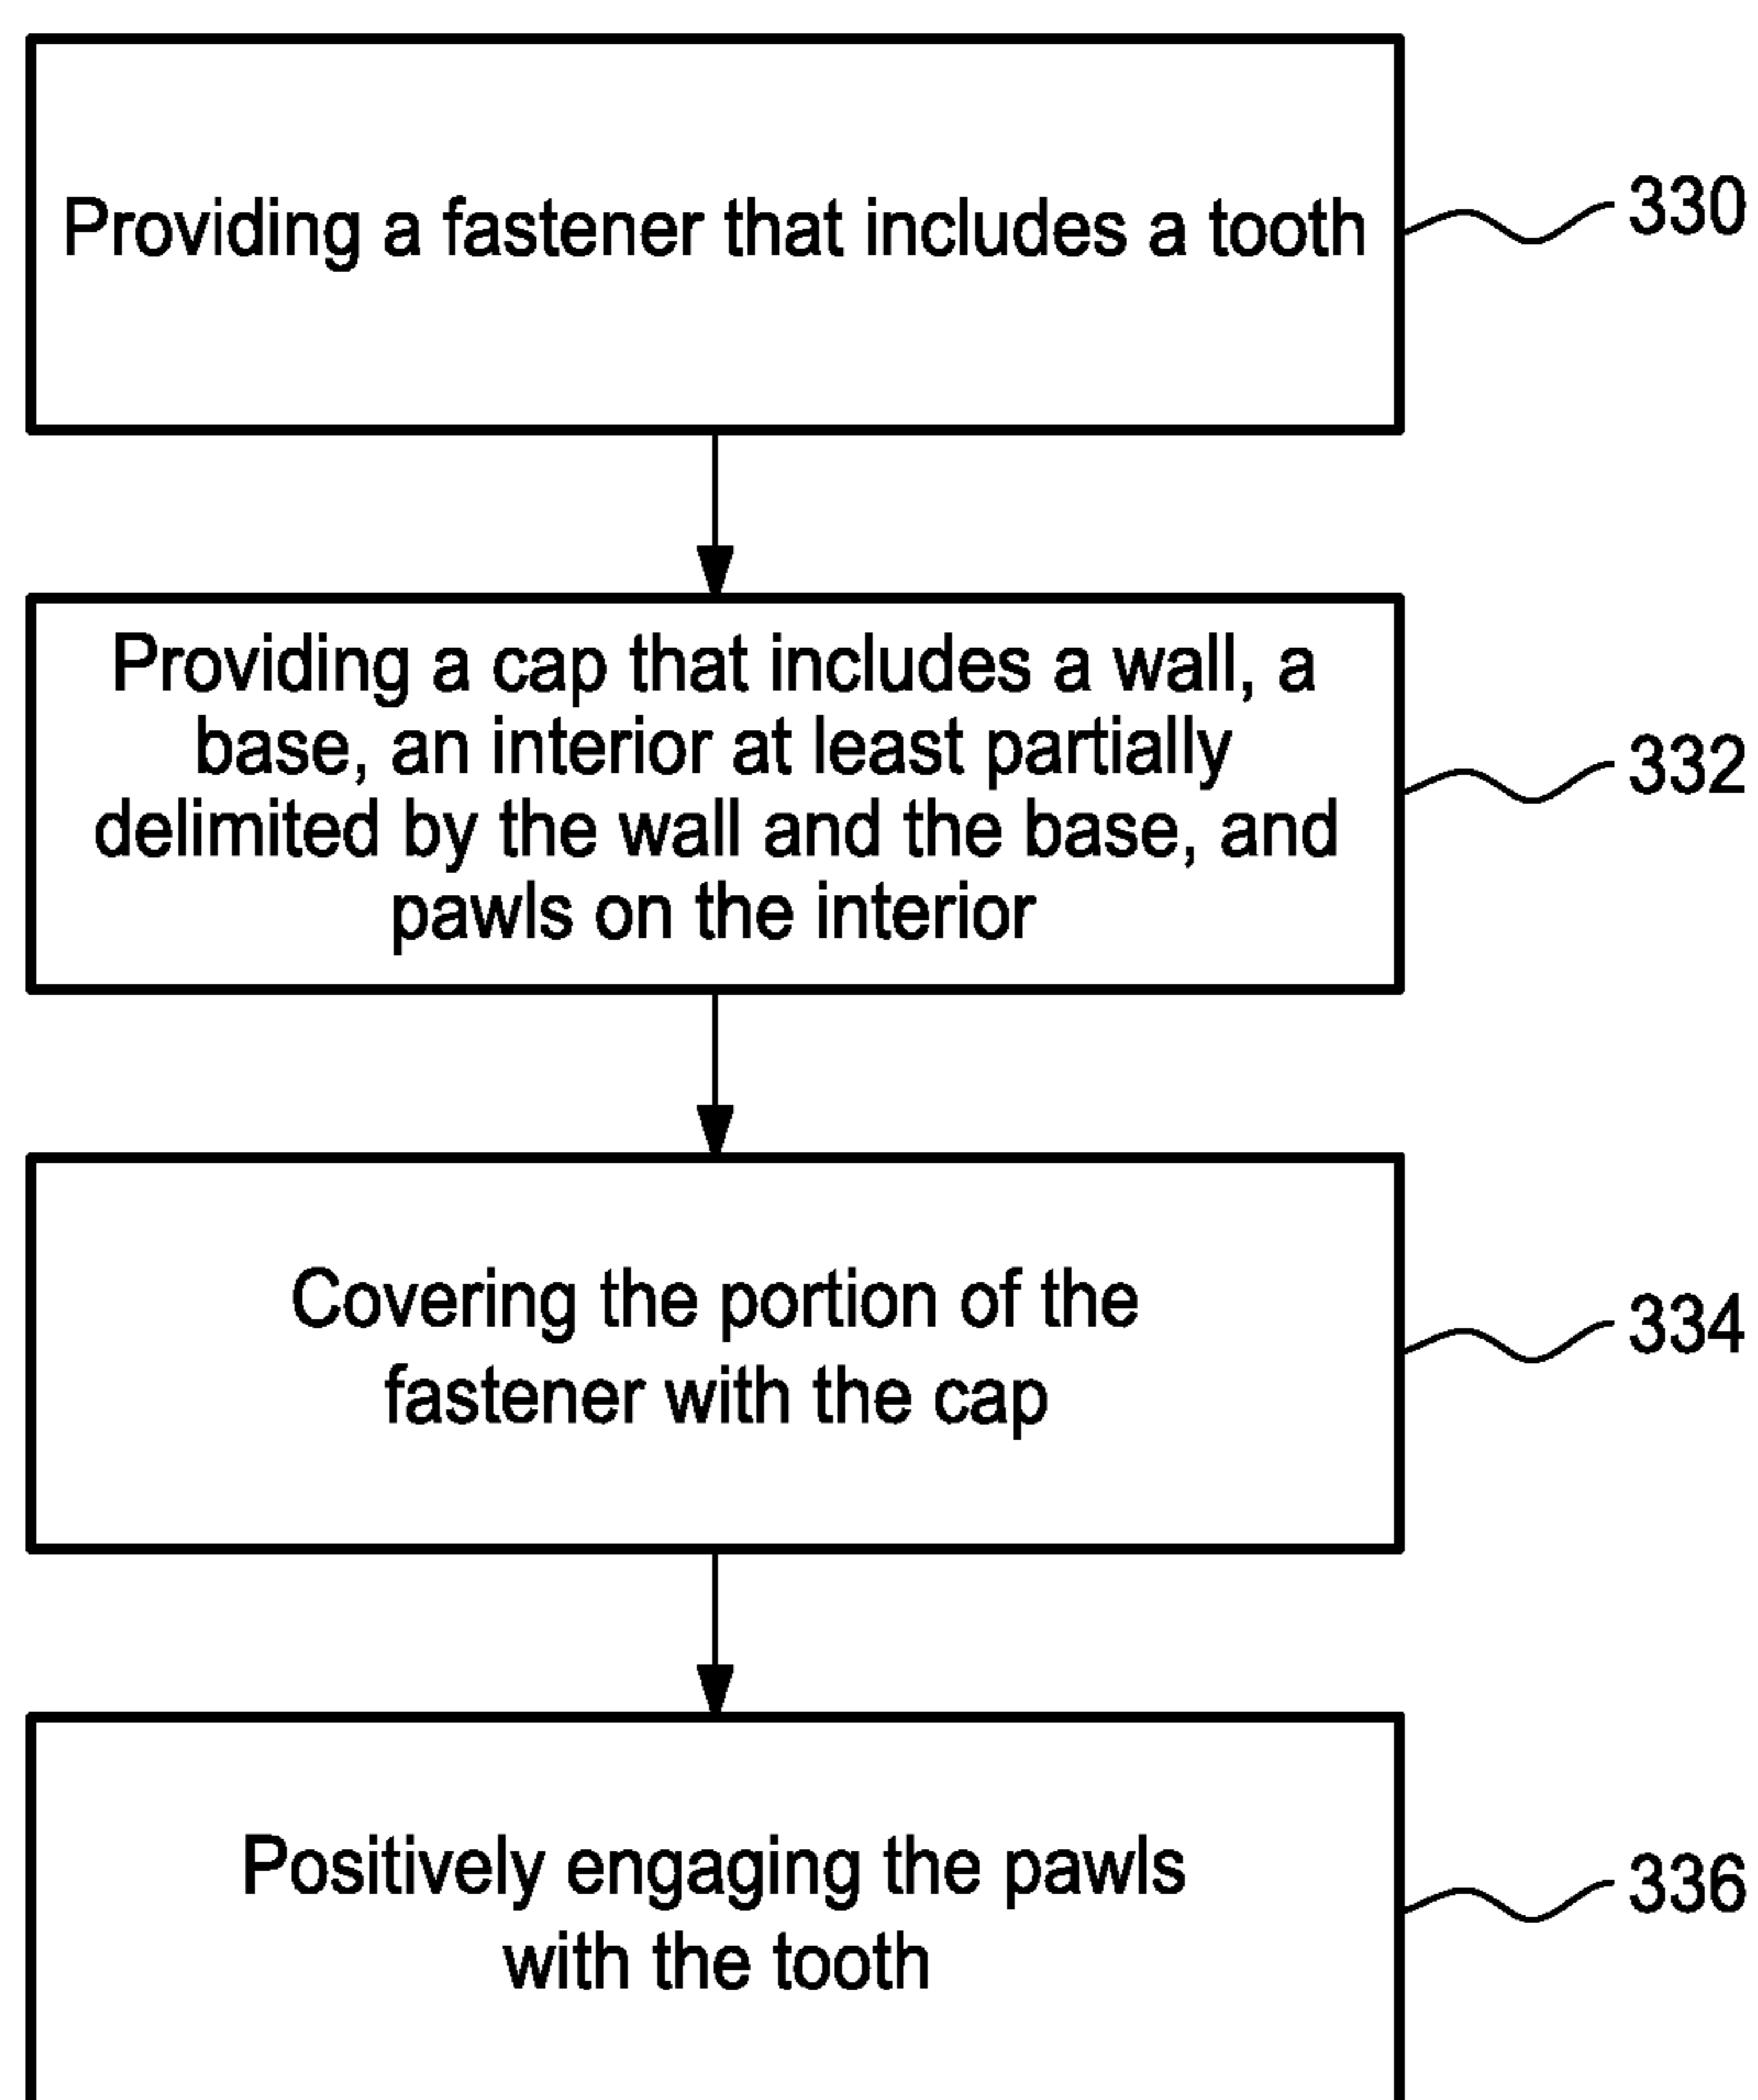 Providing a fastener that includes a tooth
330
Providing a cap that includes a wall, a
base, an interior at least partially
delimited by the wall and the base, and
pawls on the interior
332
Covering the portion of the
fastener with the cap
334
Positively engaging the pawls
with the tooth
336